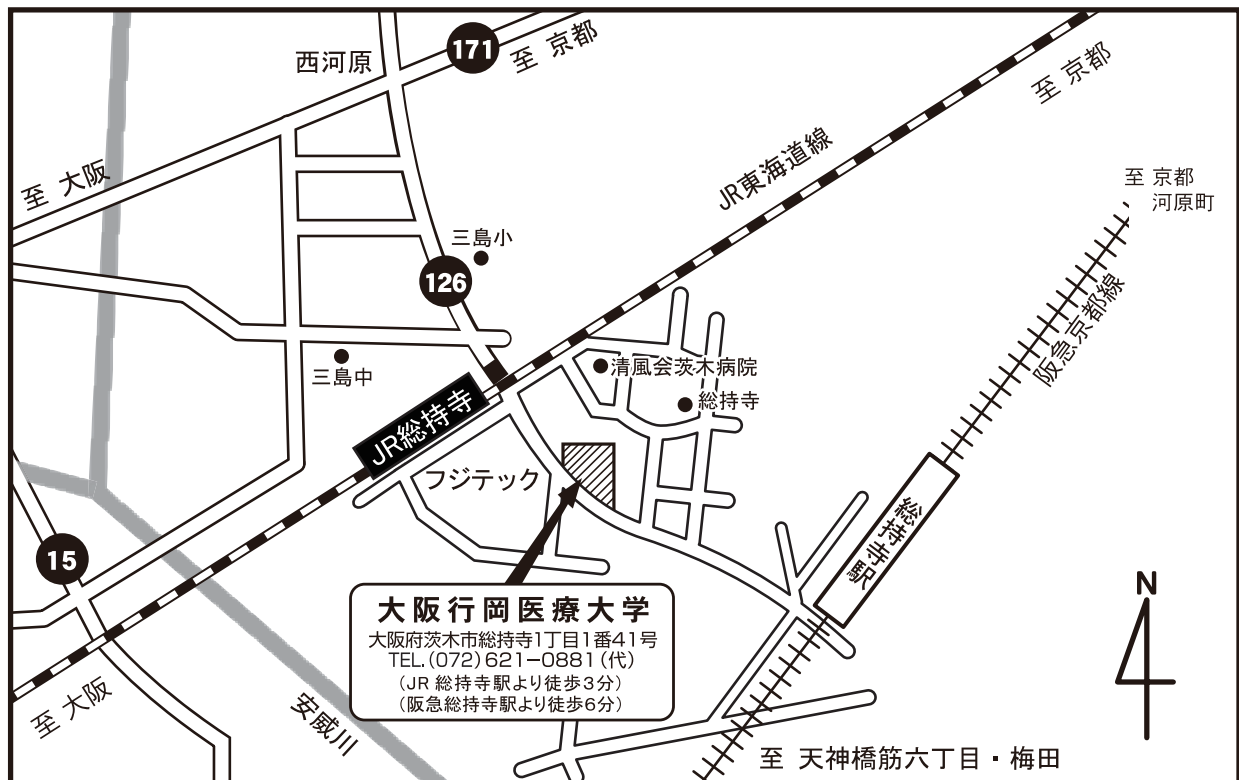 171
西河原
至 京都
至 京都
至 大阪
JR東海道線
至 京都
河原町
三島小
126
阪急京都線
三島中
清風会茨木病院
総持寺
JR総持寺
フジテック
総持寺駅
15
N
大阪行岡医療大学
大阪府茨木市総持寺1丁目1番41号
TEL.(072)621−0881(代)
(JR 総持寺駅より徒歩3分)
(阪急総持寺駅より徒歩6分)
至 大阪
安威川
至 天神橋筋六丁目・梅田